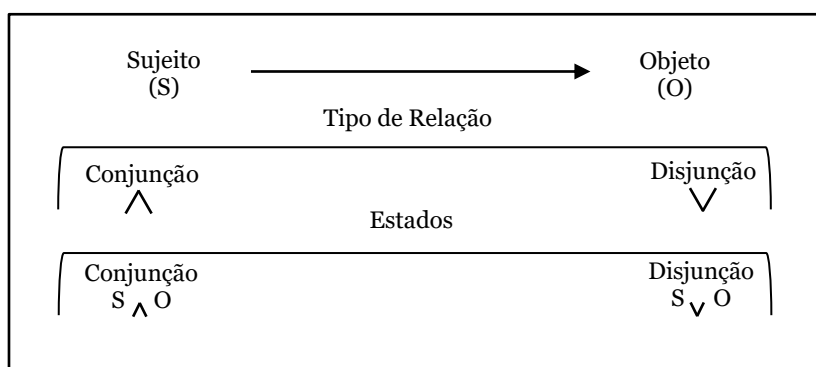 Sujeito Objeto
(S) (O)
Tipo de Relação
Conjunção Disjunção
∧ ∨
Estados
Conjunção Disjunção
S ∧ O S ∨ O